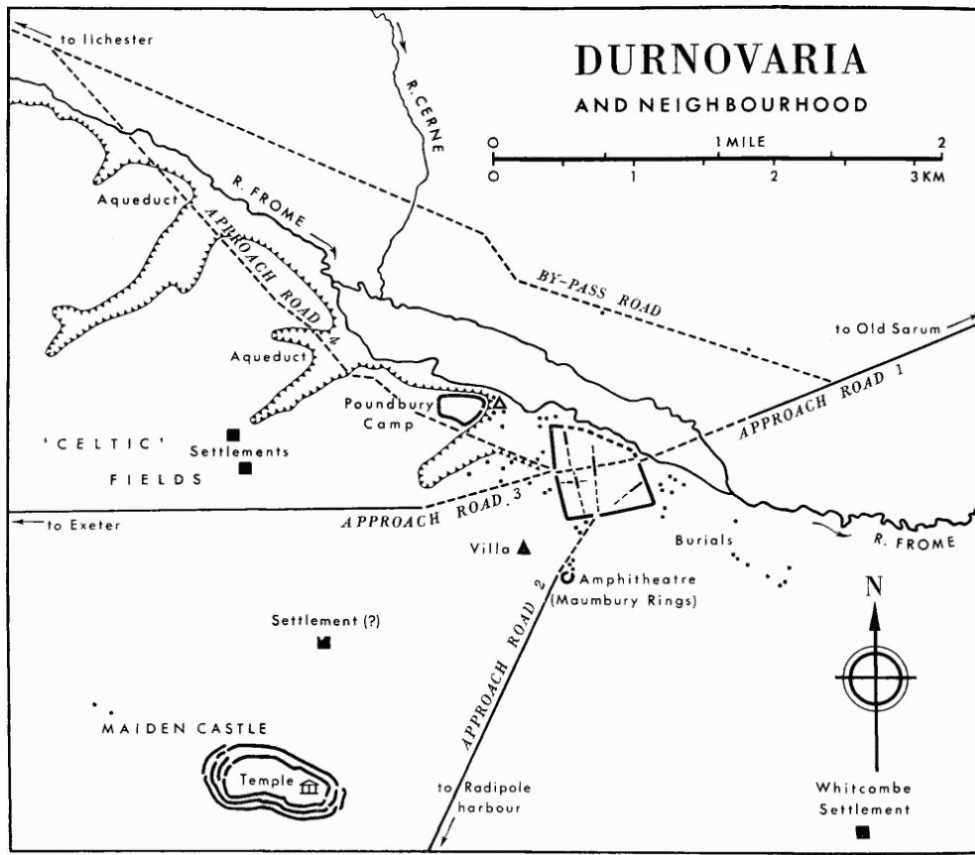 to Ilchester
DURNOVARIA
AND NEIGHBOURHOOD
R. CERNE
0 1 MILE 2
0 1 2 3 KM
Aqueduct
R. FROME
APPROACH ROAD 4
BY-PASS ROAD
to Old Sarum
Aqueduct
APPROACH ROAD 1
Poundbury
Camp
'CELTIC'
Settlements
FIELDS
APPROACH ROAD 3
to Exeter
Villa
Burials
R. FROME
Amphitheatre
(Maumbury Rings)
N
APPROACH ROAD 2
Settlement (?)
MAIDEN CASTLE
Temple
to Radipole
harbour
Whitcombe
Settlement